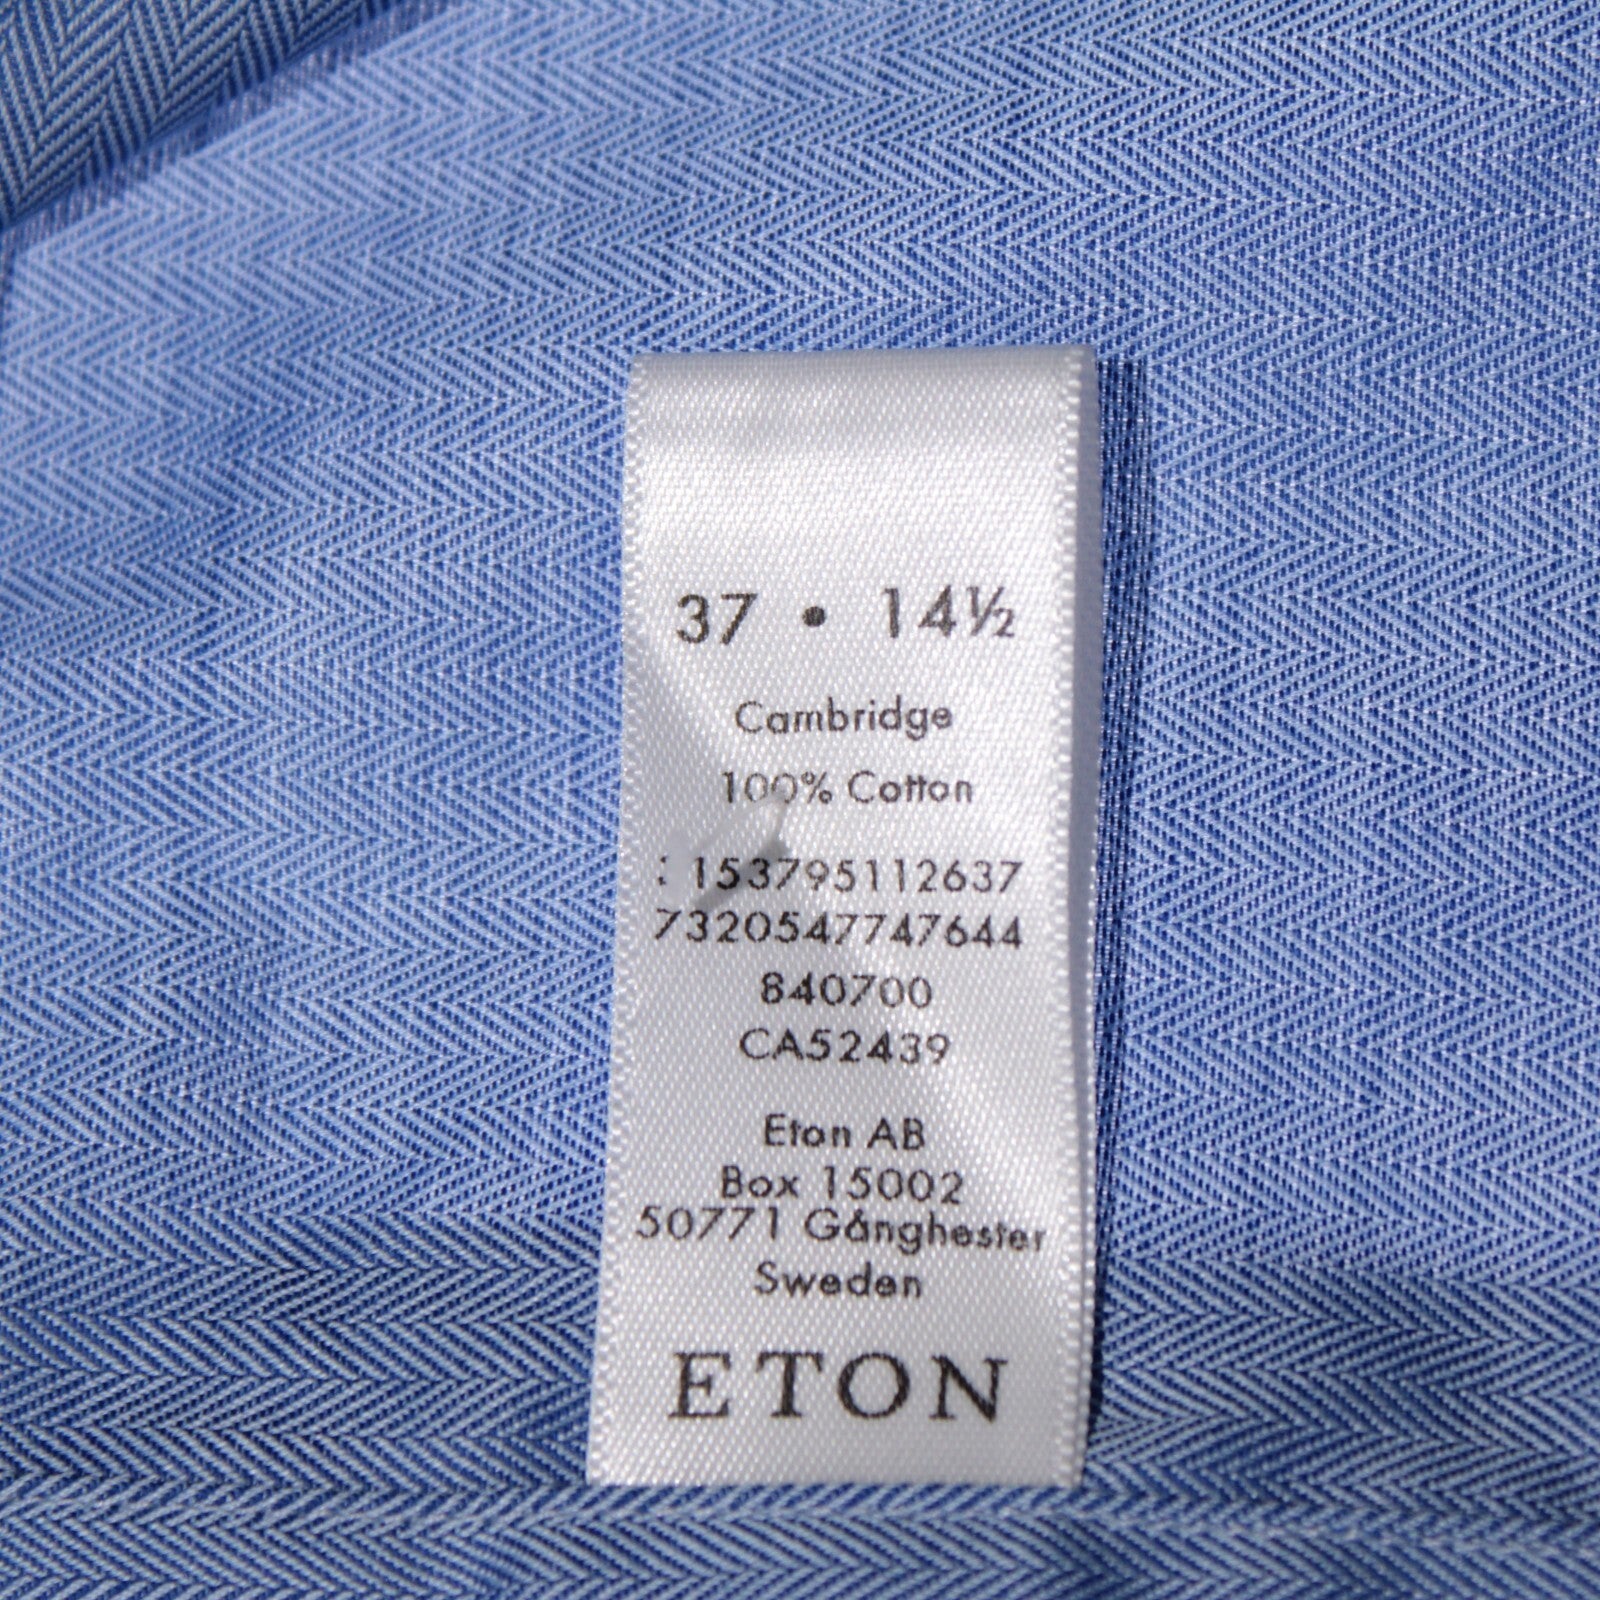 37 • 14½
Cambridge
100% Cotton
153795112637
7320547747644
840700
CA52439
Eton AB
Box 15002
50771 Gånghester
Sweden
ETON